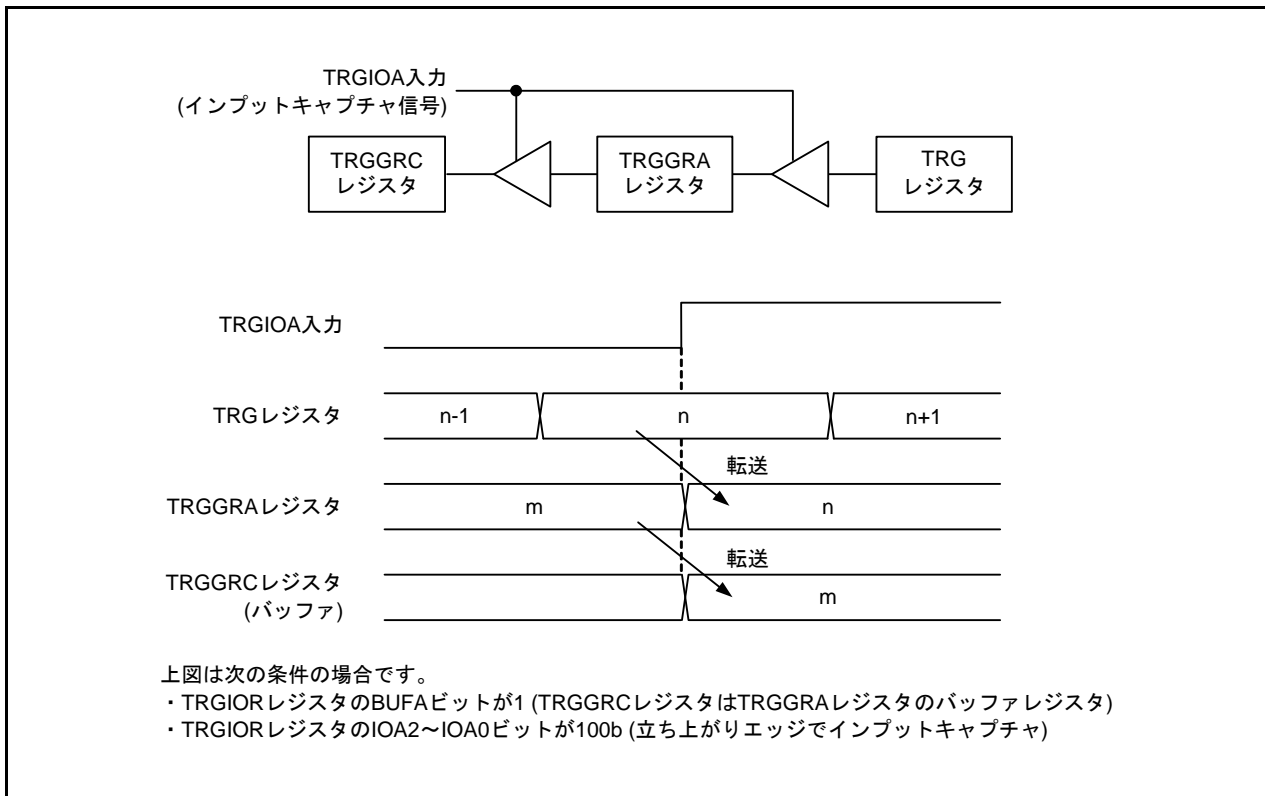 TRGIOA入力
(インプットキャプチャ信号)
TRGGRC
レジスタ
TRGGRA
レジスタ
TRG
レジスタ
TRGIOA入力
TRGレジスタ
n-1
n
n+1
転送
TRGGRAレジスタ
m
n
転送
TRGGRCレジスタ
(バッファ)
m
上図は次の条件の場合です。
・TRGIORレジスタのBUFAビットが1 (TRGGRCレジスタはTRGGRAレジスタのバッファレジスタ)
・TRGIORレジスタのIOA2～IOA0ビットが100b (立ち上がりエッジでインプットキャプチャ)